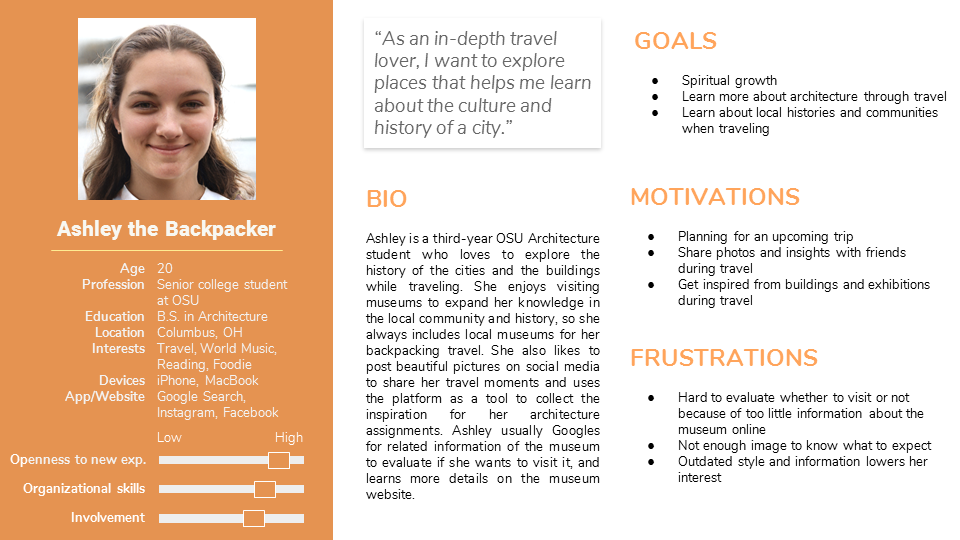 Ashley the Backpacker
Age 20
Profession Senior college student
at OSU
Education B.S. in Architecture
Location Columbus, OH
Interests Travel, World Music,
Reading, Foodie
Devices iPhone, MacBook
App/Website Google Search,
Instagram, Facebook
Low High
Openness to new exp.
Organizational skills
Involvement
“As an in-depth travel
lover, I want to explore
places that helps me learn
about the culture and
history of a city.”
BIO
Ashley is a third-year OSU Architecture
student who loves to explore the
history of the cities and the buildings
while traveling. She enjoys visiting
museums to expand her knowledge in
the local community and history, so she
always includes local museums for her
backpacking travel. She also likes to
post beautiful pictures on social media
to share her travel moments and uses
the platform as a tool to collect the
inspiration for her architecture
assignments. Ashley usually Googles
for related information of the museum
to evaluate if she wants to visit it, and
learns more details on the museum
website.
GOALS
● Spiritual growth
● Learn more about architecture through travel
● Learn about local histories and communities
when traveling
MOTIVATIONS
● Planning for an upcoming trip
● Share photos and insights with friends
during travel
● Get inspired from buildings and exhibitions
during travel
FRUSTRATIONS
● Hard to evaluate whether to visit or not
because of too little information about the
museum online
● Not enough image to know what to expect
● Outdated style and information lowers her
interest